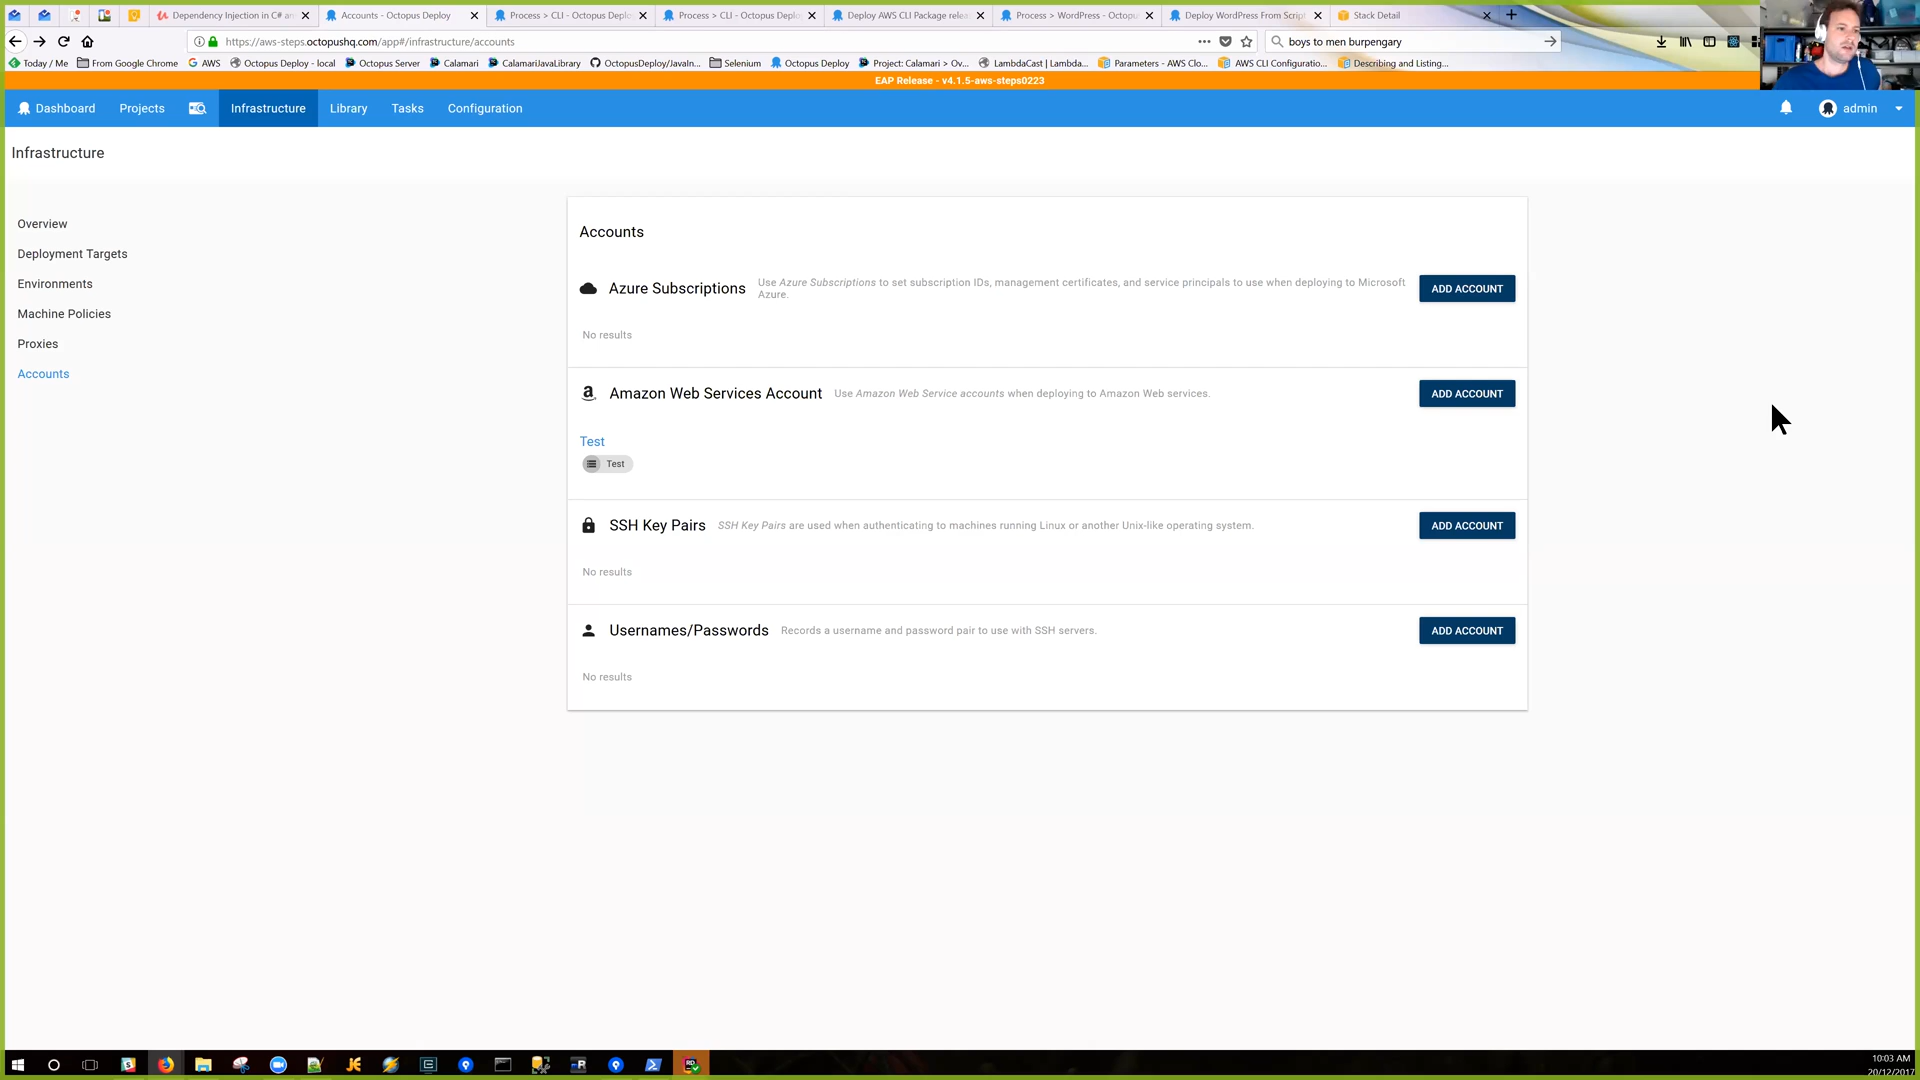 Dependency Injection in C# an
Accounts - Octopus Deploy
Process > CLI - Octopus Deplo
Process > CLI - Octopus Deplo
Deploy AWS CLI Package relea
Process > WordPress - Octopu
Deploy WordPress From Script
Stack Detail
https://aws-steps.octopushq.com/app#/infrastructure/accounts
boys to men burpengary
Today / Me
From Google Chrome
AWS
Octopus Deploy - local
Octopus Server
Calamari
CalamariJavaLibrary
OctopusDeploy/JavaIn...
Selenium
Octopus Deploy
Project: Calamari > Ov...
LambdaCast | Lambda...
Parameters - AWS Clo...
AWS CLI Configuratio...
Describing and Listing...
EAP Release - v4.1.5-aws-steps0223
Dashboard
Projects
Infrastructure
Library
Tasks
Configuration
admin
Infrastructure
Overview
Deployment Targets
Environments
Machine Policies
Proxies
Accounts
Accounts
Azure Subscriptions
Use Azure Subscriptions to set subscription IDs, management certificates, and service principals to use when deploying to Microsoft
Azure.
ADD ACCOUNT
No results
Amazon Web Services Account
Use Amazon Web Service accounts when deploying to Amazon Web services.
ADD ACCOUNT
Test
Test
SSH Key Pairs
SSH Key Pairs are used when authenticating to machines running Linux or another Unix-like operating system.
ADD ACCOUNT
No results
Usernames/Passwords
Records a username and password pair to use with SSH servers.
ADD ACCOUNT
No results
10:03 AM
20/12/2017